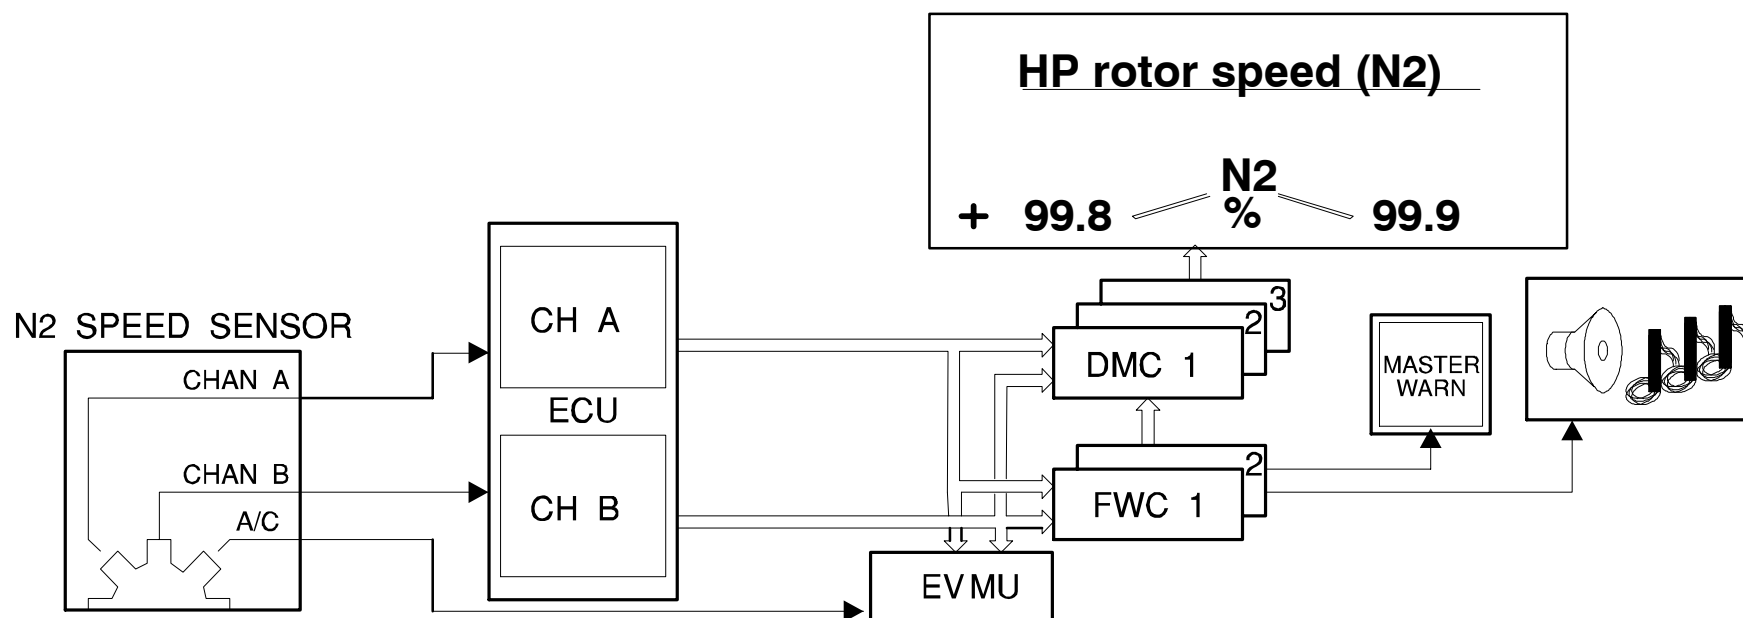 HP rotor speed (N2)
N2
+ 99.8 % 99.9
3
2
DMC 1
MASTER
WARN
N2 SPEED SENSOR
CHAN A
CHAN B
A/C
CH A
ECU
CH B
2
FWC 1
EVMU